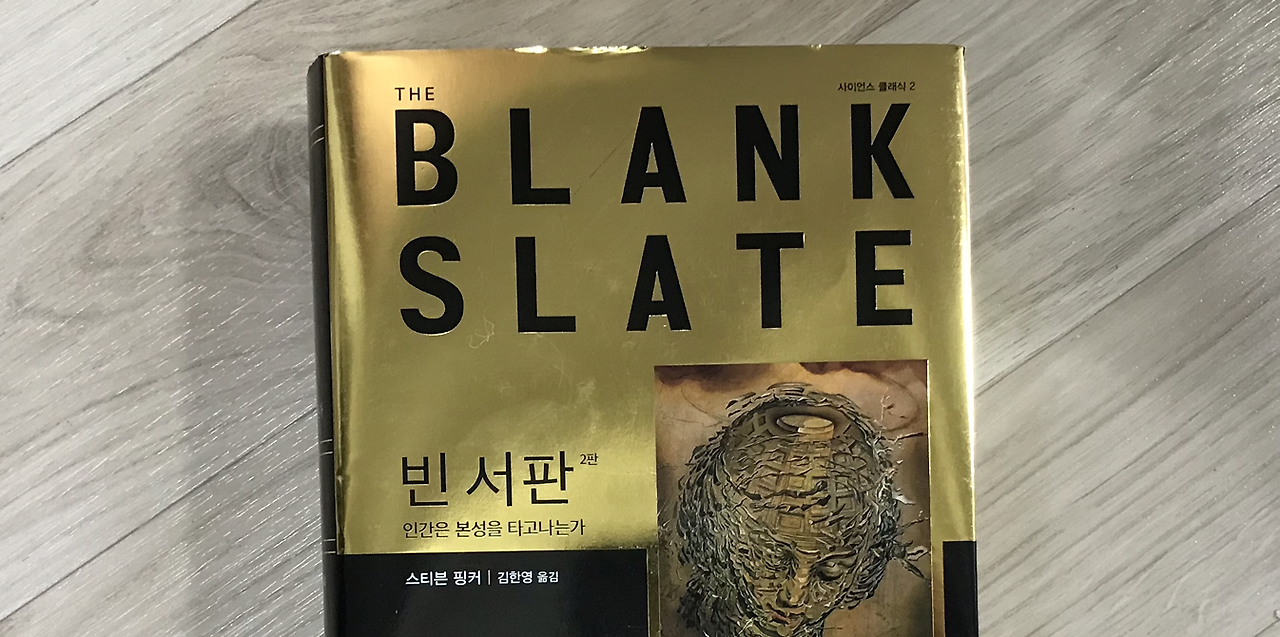 THE
사이언스 클래식 2
BLANK
SLATE
빈 서판 2판
인간은 본성을 타고나는가
스티븐 핑커 | 김한영 옮김